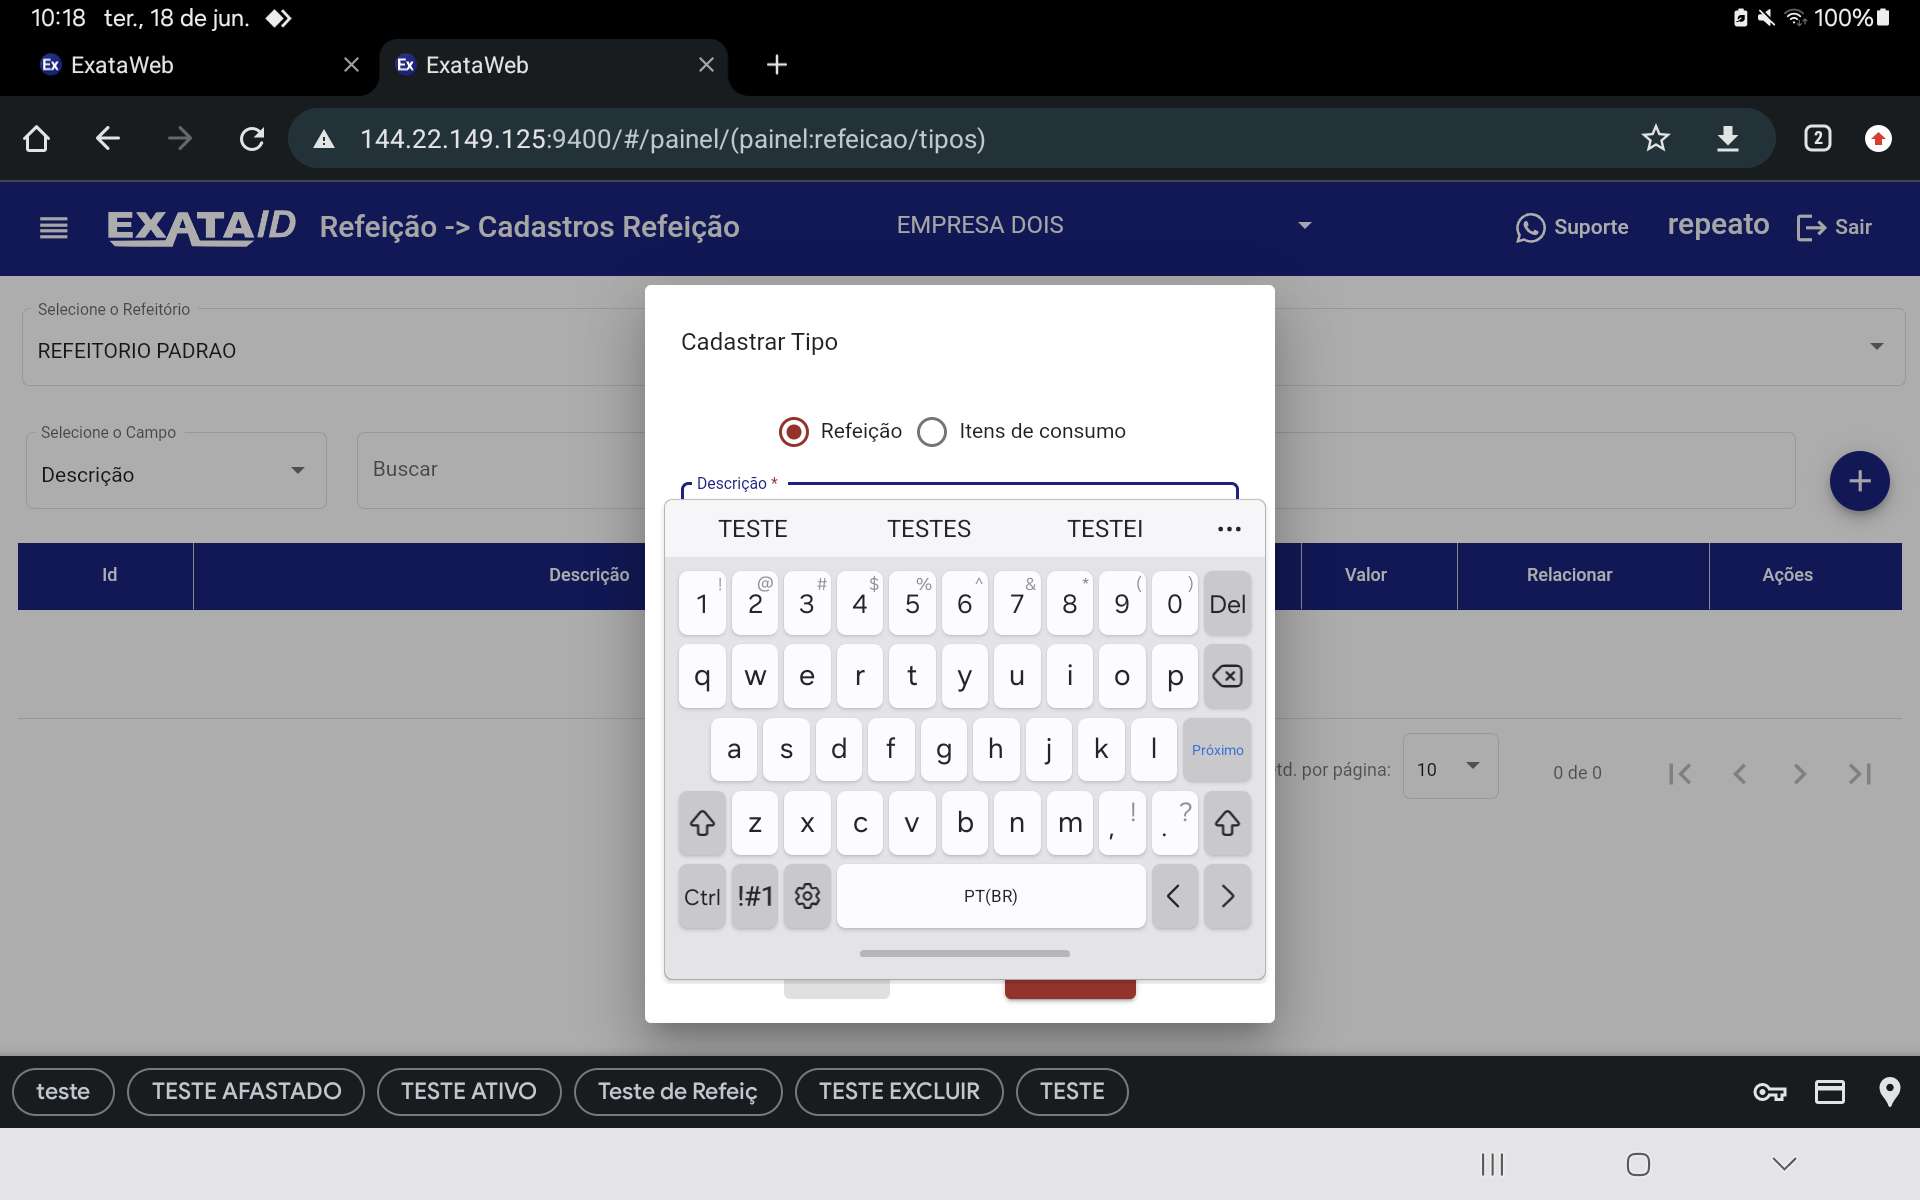 10:18 ter., 18 de jun. 100%
Ex ExataWeb Ex ExataWeb
144.22.149.125:9400/#/painel/(painel:refeicao/tipos) 2
EXATAID Refeição -> Cadastros Refeição EMPRESA DOIS Suporte repeato Sair
Selecione o Refeitório
REFEITORIO PADRAO
Cadastrar Tipo
Selecione o Campo
Descrição
Buscar
Refeição Itens de consumo
Descrição *
TESTE TESTES TESTEI
Id Descrição Valor Relacionar Ações
1 ! 2 @ 3 # 4 $ 5 % 6 ^ 7 & 8 * 9 ( 0 ) Del
q w e r t y u i o p
a s d f g h j k l Próximo
z x c v b n m , ! . ?
Ctrl !#1 PT(BR) < >
td. por página: 10 0 de 0
teste TESTE AFASTADO TESTE ATIVO Teste de Refeiç TESTE EXCLUIR TESTE